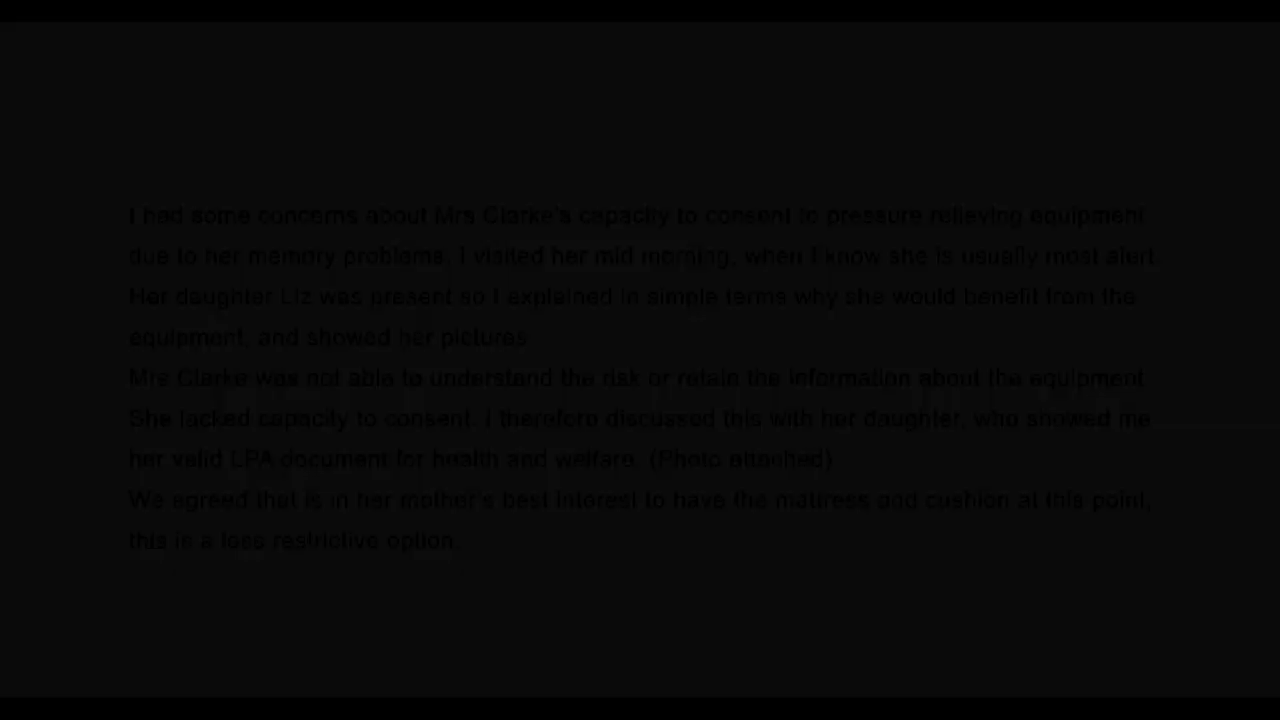 I had some concerns about Mrs Clarke's capacity to consent to pressure relieving equipment
due to her memory problems. I visited her mid morning, when I know she is usually most alert.
Her daughter Liz was present so I explained in simple terms why she would benefit from the
equipment, and showed her pictures.
Mrs Clarke was not able to understand the risk or retain the information about the equipment.
She lacked capacity to consent. I therefore discussed this with her daughter, who showed me
her valid LPA document for health and welfare. (Photo attached)
We agreed that is in her mother's best interest to have the mattress and cushion at this point,
this is a less restrictive option.